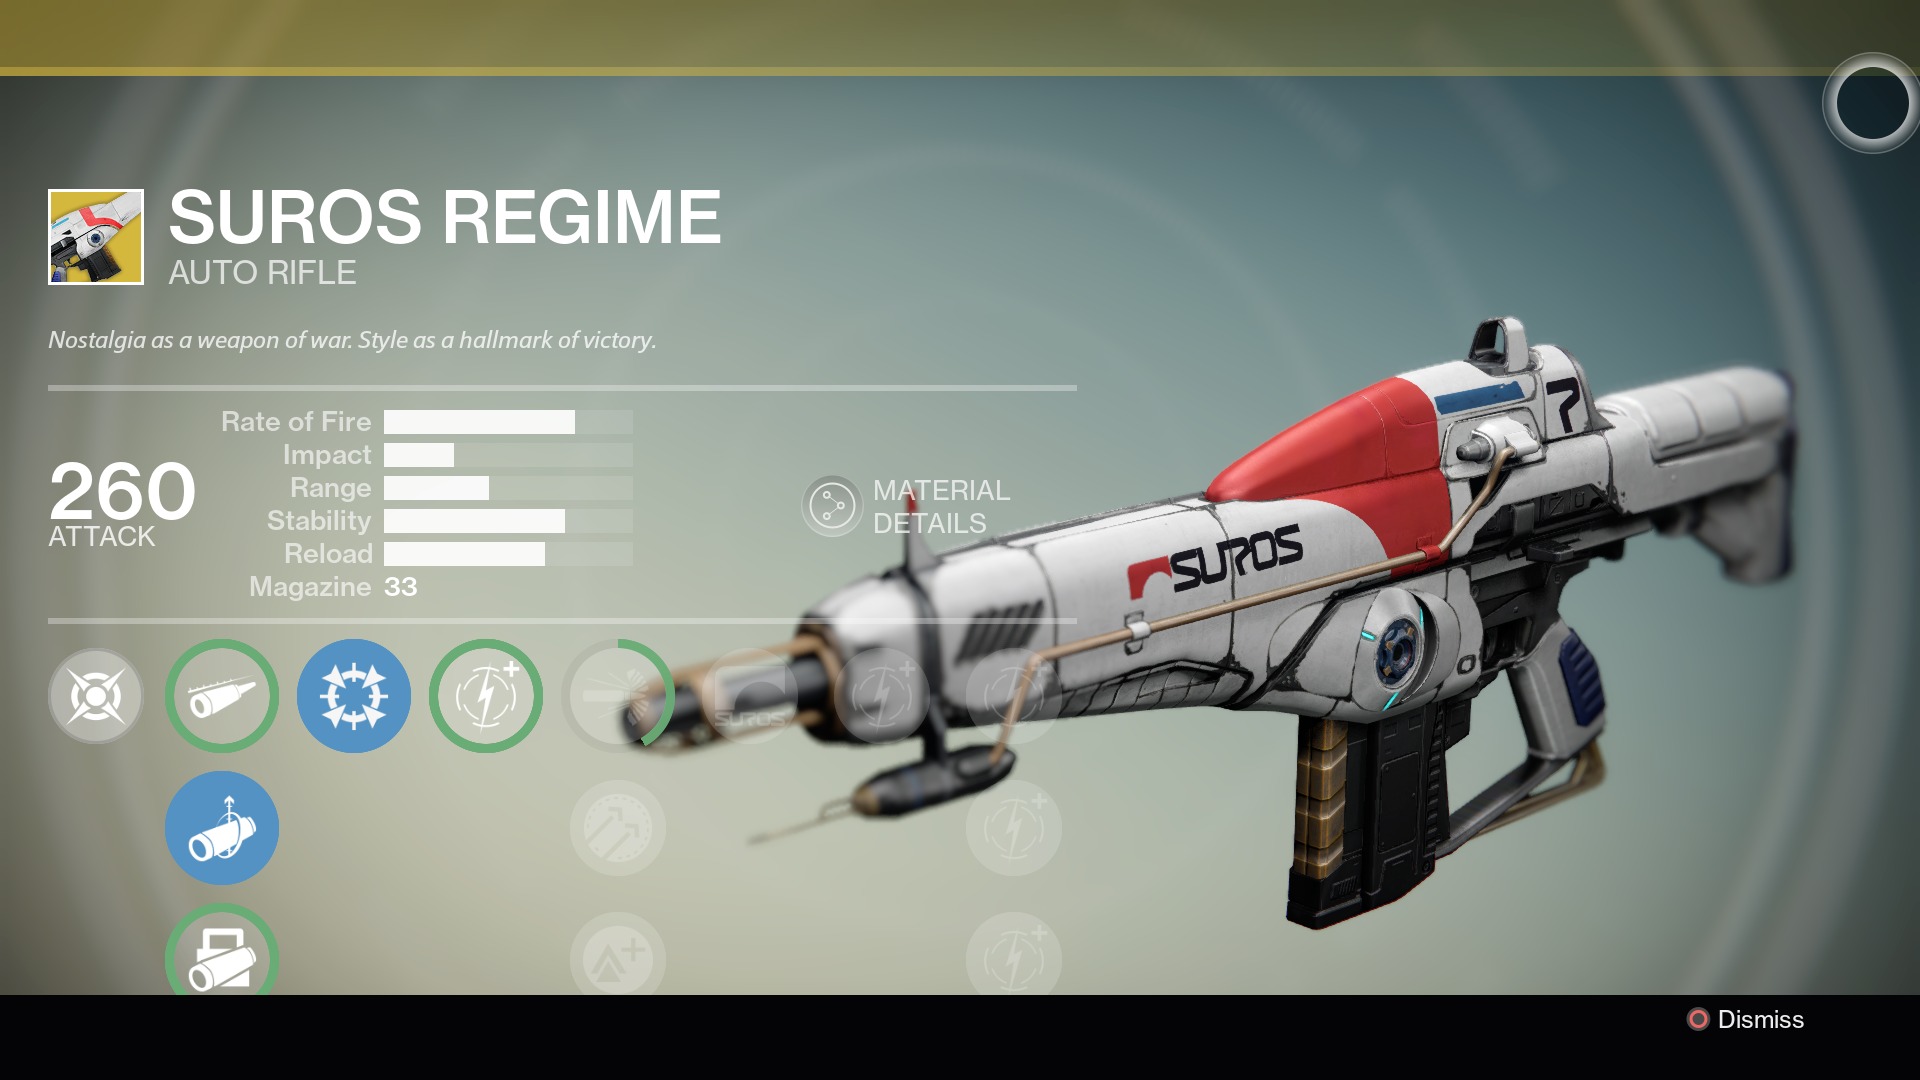 SUROS REGIME
AUTO RIFLE
Nostalgia as a weapon of war. Style as a hallmark of victory.
260
ATTACK
Rate of Fire
Impact
Range
Stability
Reload
Magazine 33
MATERIAL
DETAILS
7
SUROS
SUROS
Dismiss